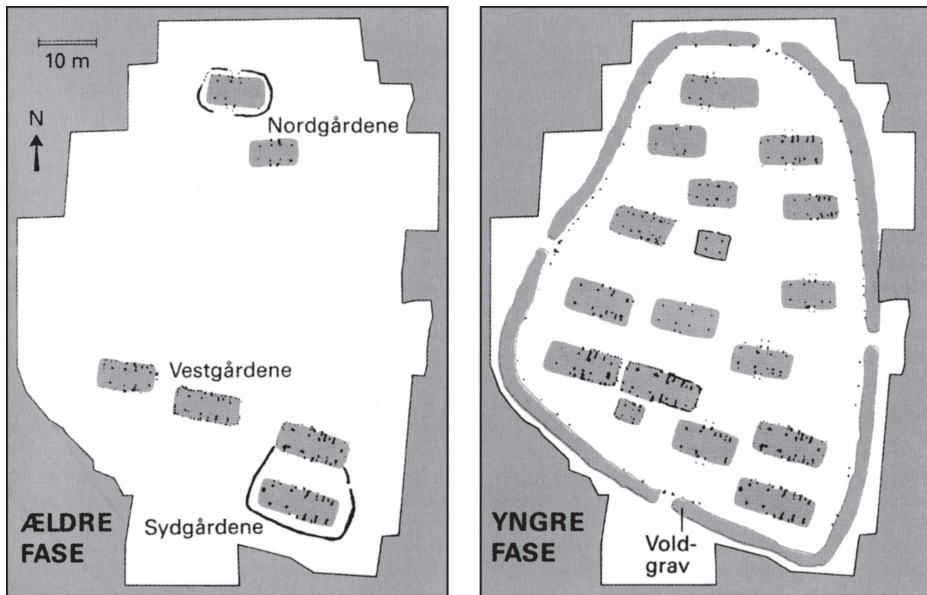 10 m
N
Nordgårdene
Vestgårdene
Sydgårdene
ÆLDRE
FASE
YNGRE
FASE
Vold-
grav